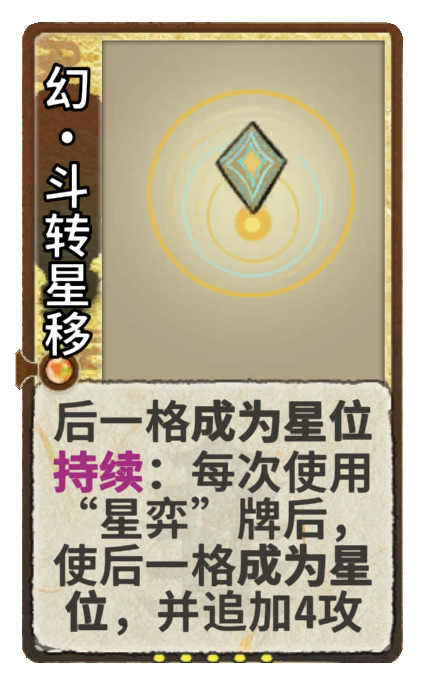 幻·斗转星移
后一格成为星位
持续：每次使用
“星弈”牌后，
使后一格成为星
位，并追加4攻